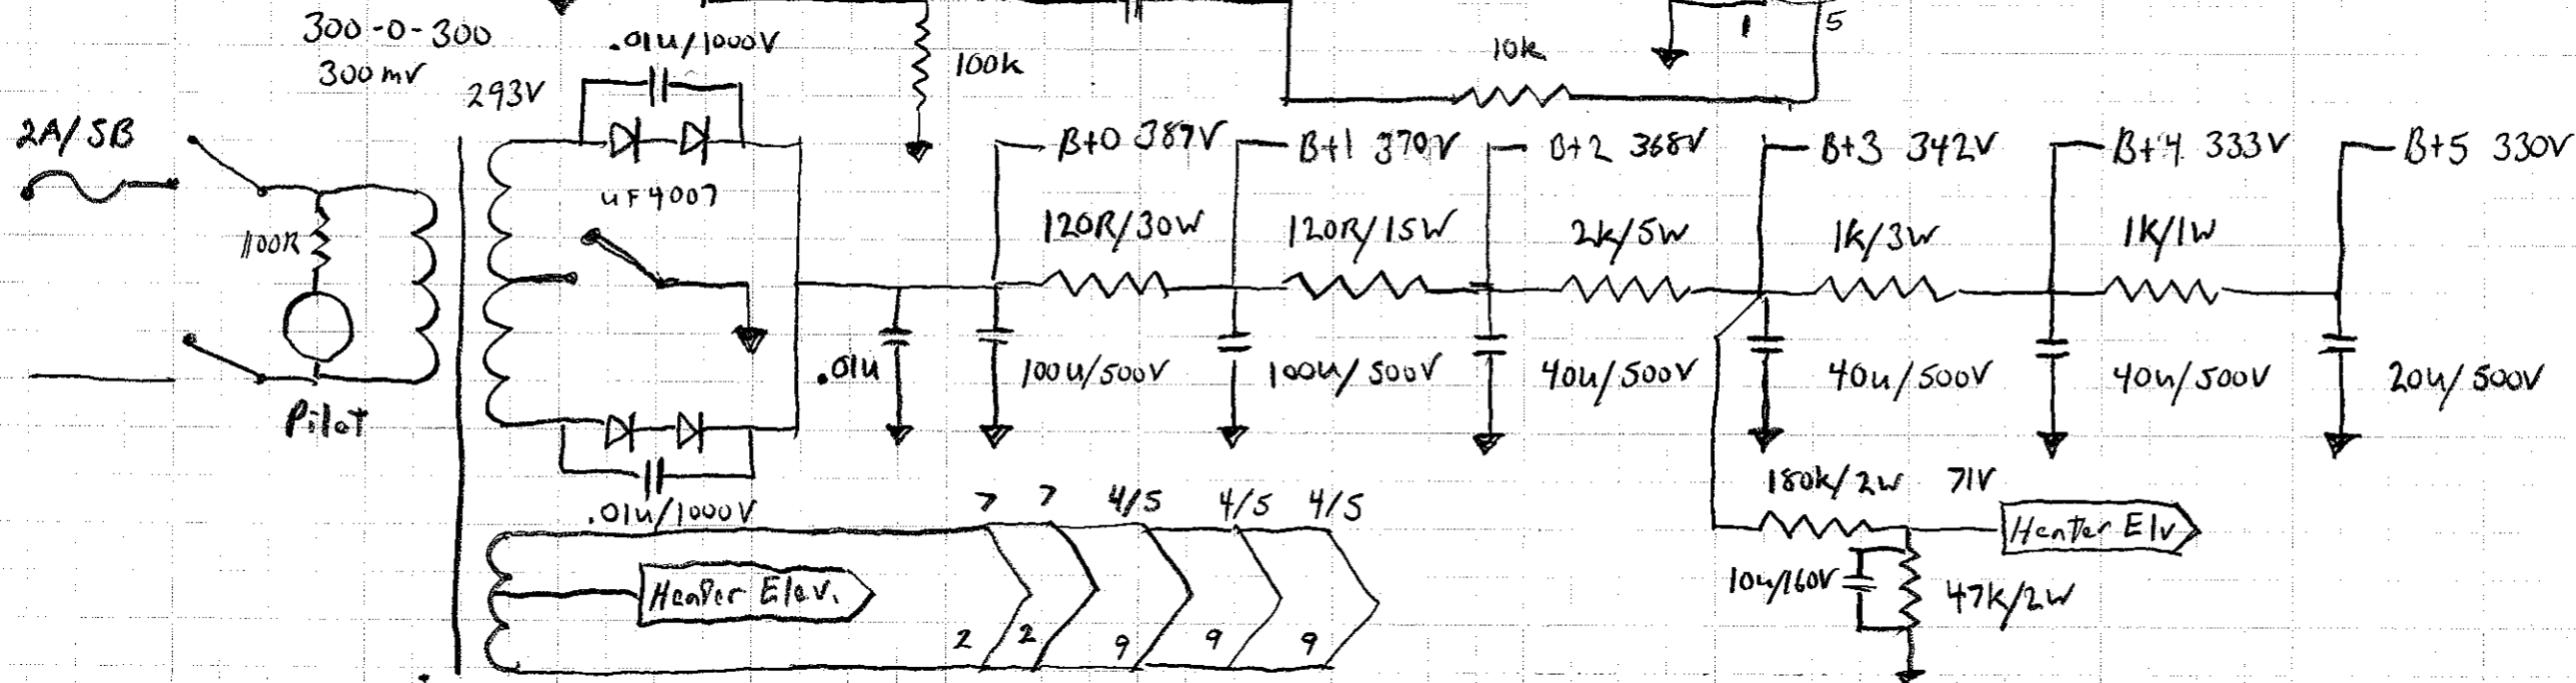 300-0-300
300mv
.01u/1000V
100k
10k
1
5
293V
2A/5B
B+0 387V
B+1 370V
B+2 368V
B+3 342V
B+4 333V
B+5 330V
UF4007
100R
120R/30W
120R/15W
2k/5W
1k/3W
1K/1W
.01u
100u/500V
100u/500V
40u/500V
40u/500V
40u/500V
20u/500V
Pilot
.01u/1000V
7
7
4/5
4/5
4/5
180k/2W
71V
Heater Elv
Heater Elev.
10u/160V
47K/2W
2
2
9
9
9